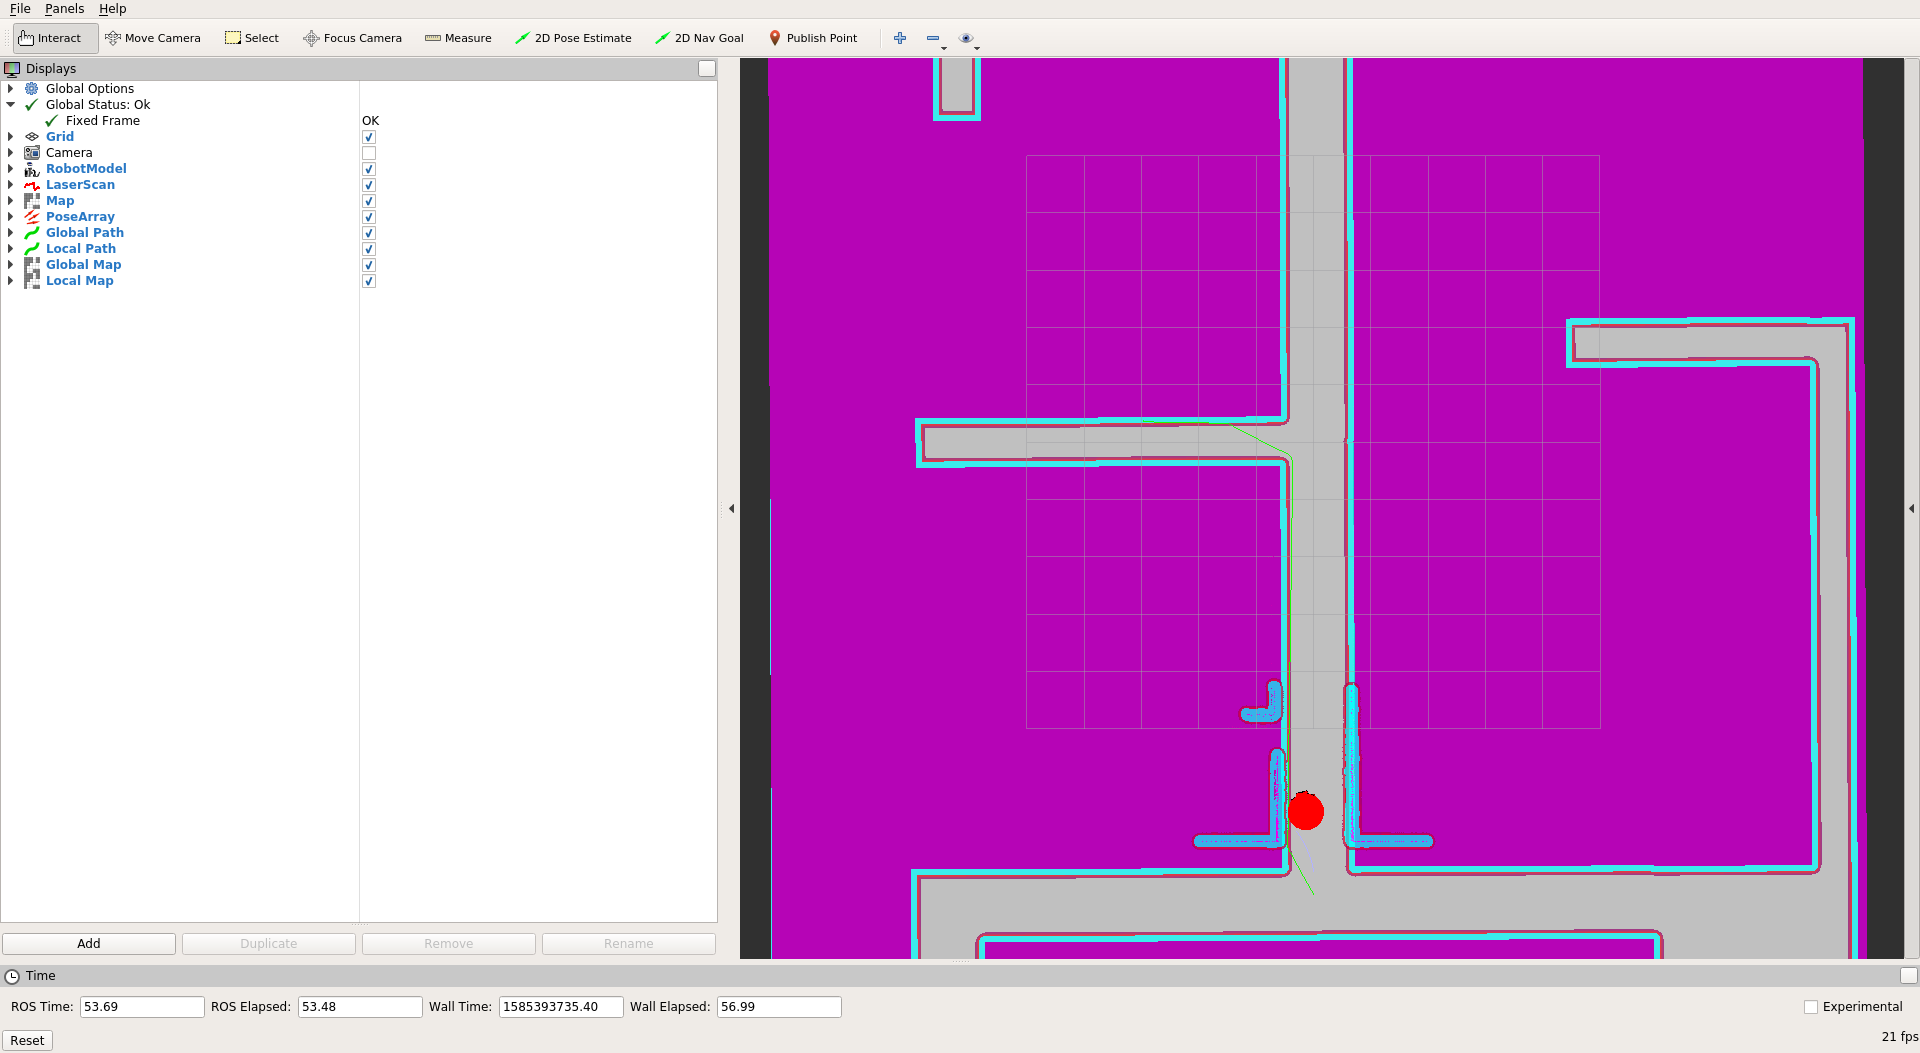 File Panels Help
Interact Move Camera Select Focus Camera Measure 2D Pose Estimate 2D Nav Goal Publish Point
Displays
Global Options
Global Status: Ok
Fixed Frame OK
Grid
Camera
RobotModel
LaserScan
Map
PoseArray
Global Path
Local Path
Global Map
Local Map
Add Duplicate Remove Rename
Time
ROS Time: 53.69 ROS Elapsed: 53.48 Wall Time: 1585393735.40 Wall Elapsed: 56.99 Experimental
Reset 21 fps